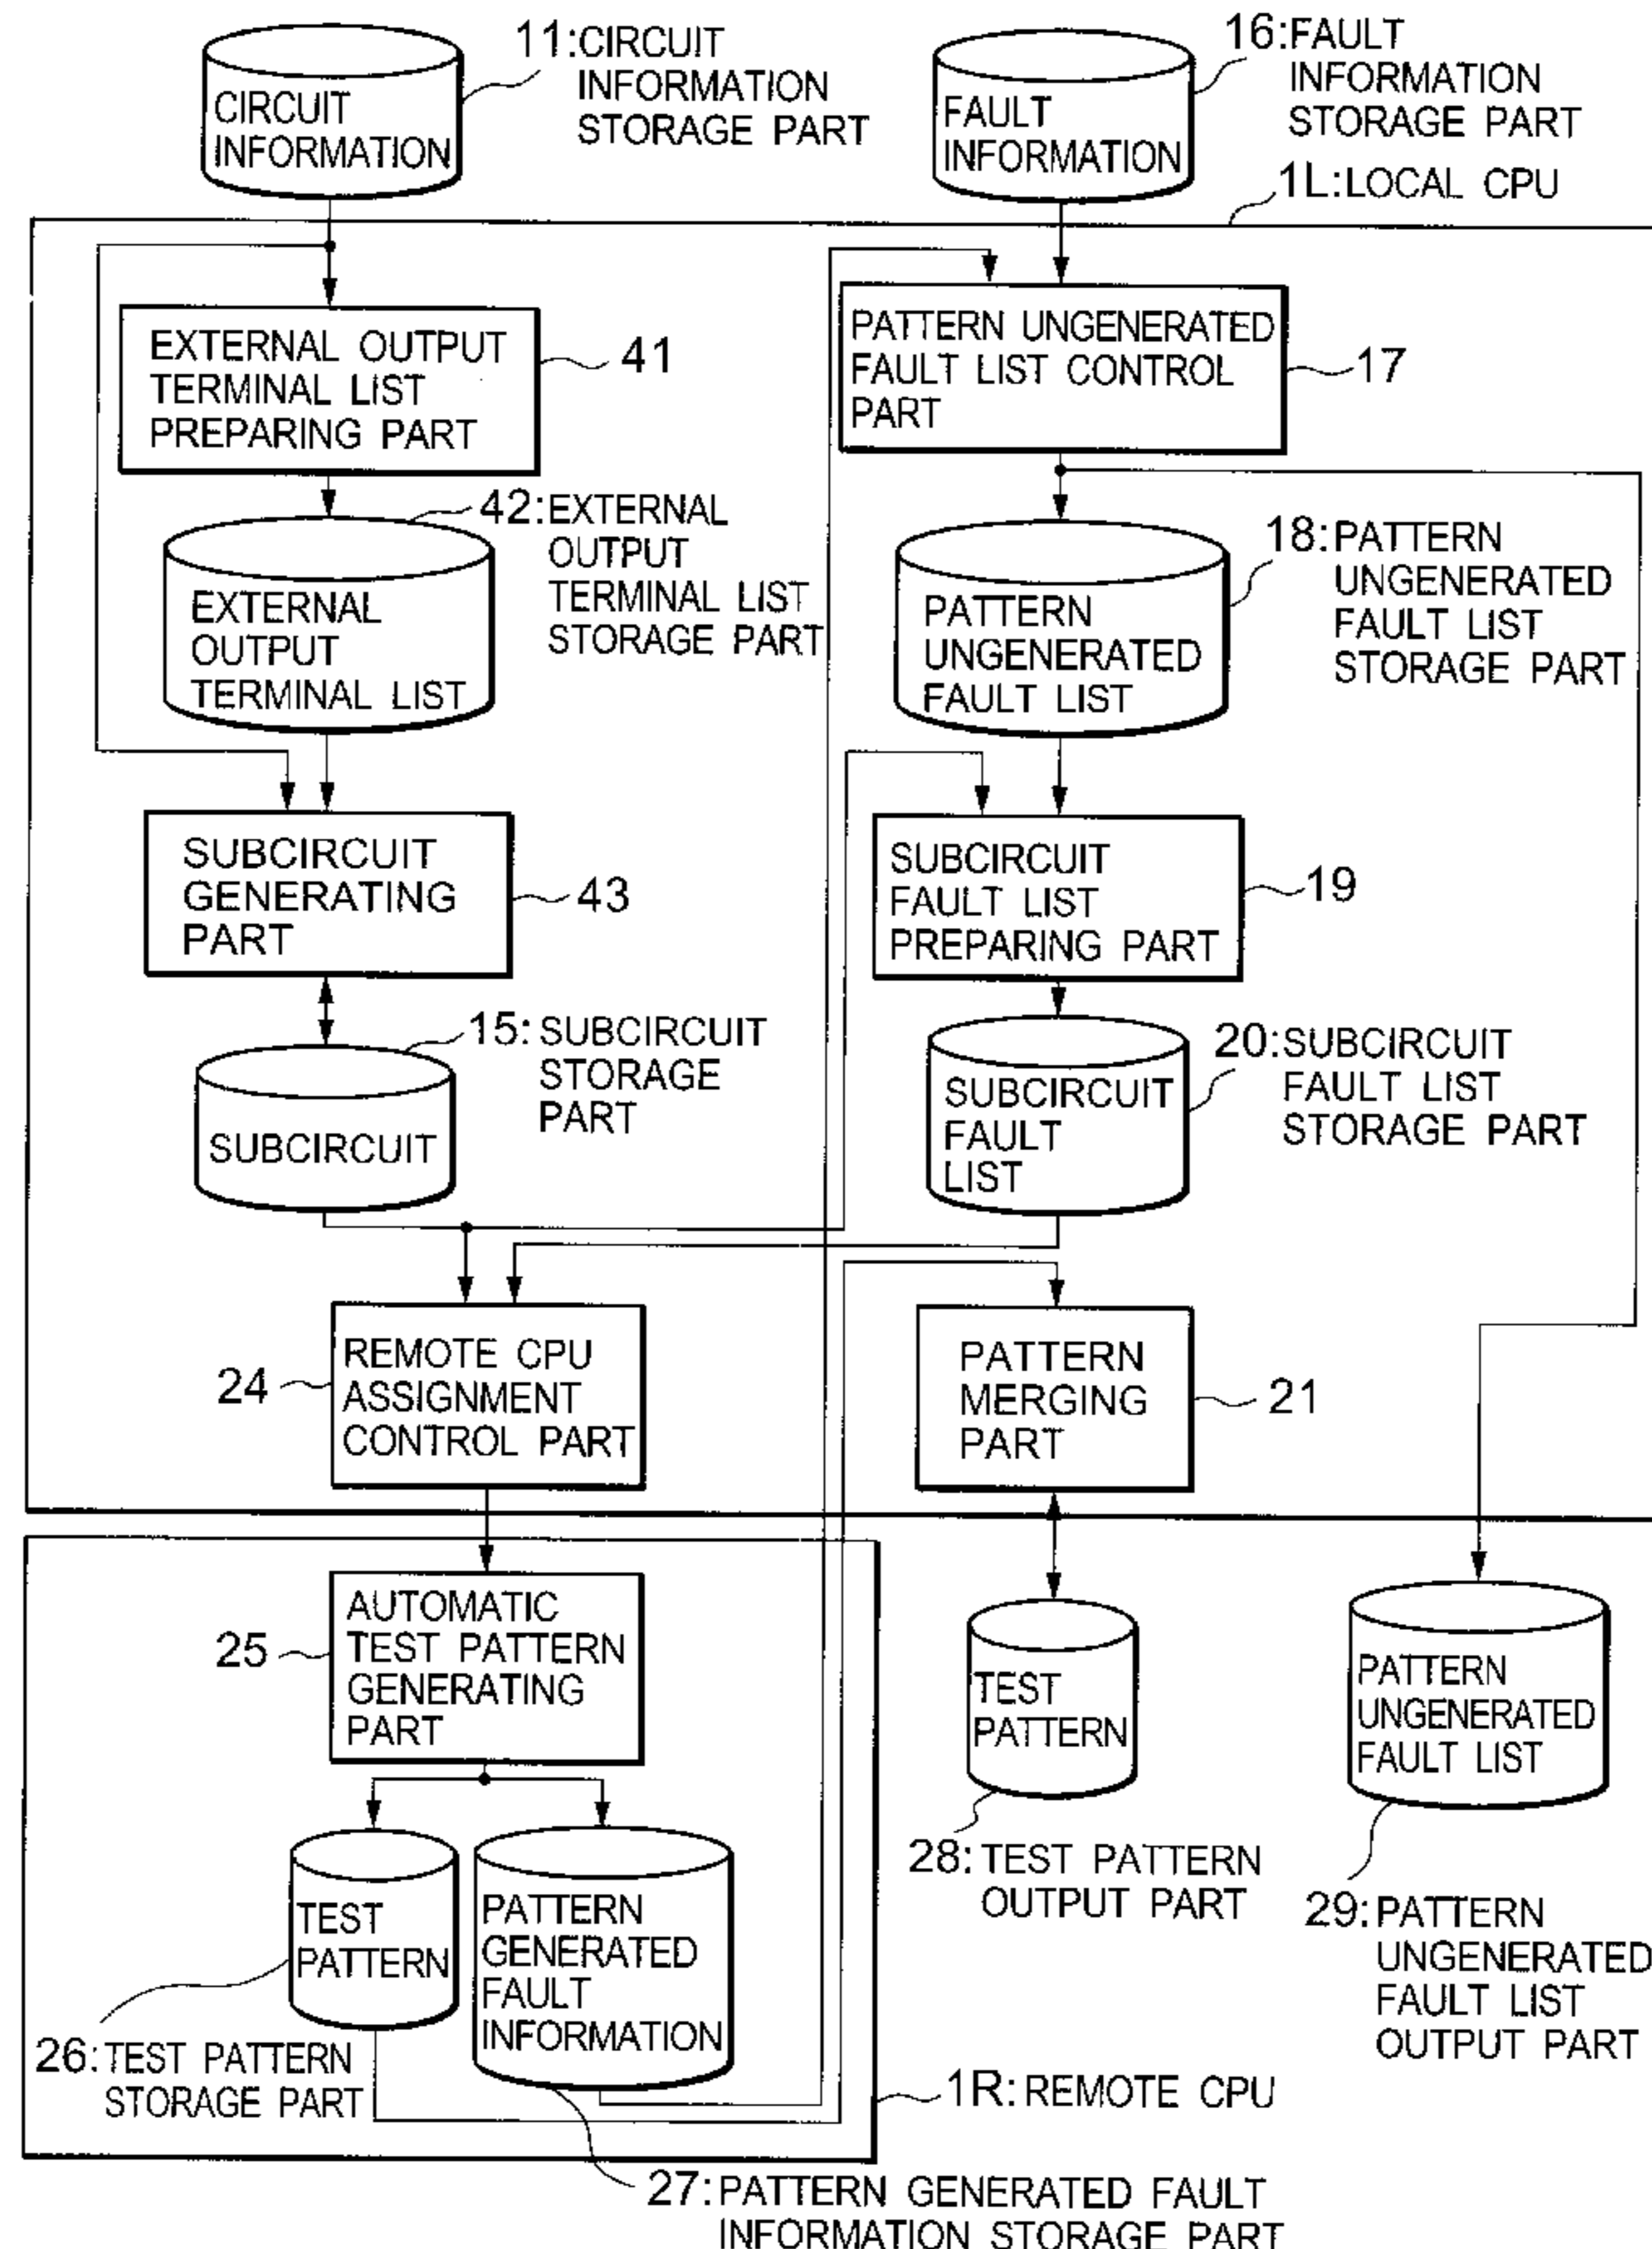 11:CIRCUIT
INFORMATION
STORAGE PART
CIRCUIT
INFORMATION
16:FAULT
INFORMATION
STORAGE PART
FAULT
INFORMATION
1L:LOCAL CPU
EXTERNAL OUTPUT
TERMINAL LIST
PREPARING PART
41
PATTERN UNGENERATED
FAULT LIST CONTROL
PART
17
42:EXTERNAL
OUTPUT
TERMINAL LIST
STORAGE PART
EXTERNAL
OUTPUT
TERMINAL LIST
18:PATTERN
UNGENERATED
FAULT LIST
STORAGE PART
PATTERN
UNGENERATED
FAULT LIST
SUBCIRCUIT
GENERATING
PART
43
SUBCIRCUIT
FAULT LIST
PREPARING PART
19
15:SUBCIRCUIT
STORAGE
PART
SUBCIRCUIT
20:SUBCIRCUIT
FAULT LIST
STORAGE PART
SUBCIRCUIT
FAULT
LIST
24
REMOTE CPU
ASSIGNMENT
CONTROL PART
PATTERN
MERGING
PART
21
25
AUTOMATIC
TEST PATTERN
GENERATING
PART
TEST
PATTERN
28:TEST PATTERN
OUTPUT PART
PATTERN
UNGENERATED
FAULT LIST
29:PATTERN
UNGENERATED
FAULT LIST
OUTPUT PART
TEST
PATTERN
26:TEST PATTERN
STORAGE PART
PATTERN
GENERATED
FAULT
INFORMATION
1R:REMOTE CPU
27:PATTERN GENERATED FAULT
INFORMATION STORAGE PART